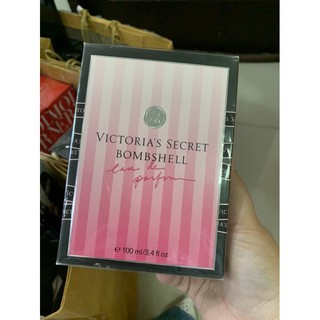 VICTORIA'S SECRET
BOMBSHELL
eau de
parfum
℮ 100 ml/3.4 fl oz